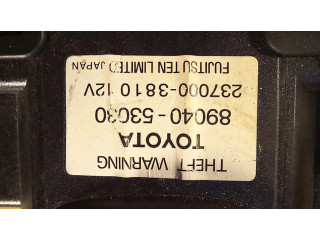 THEFT WARNING
TOYOTA
89040-53030
237000-3810 12V
FUJITSU TEN LIMITED JAPAN